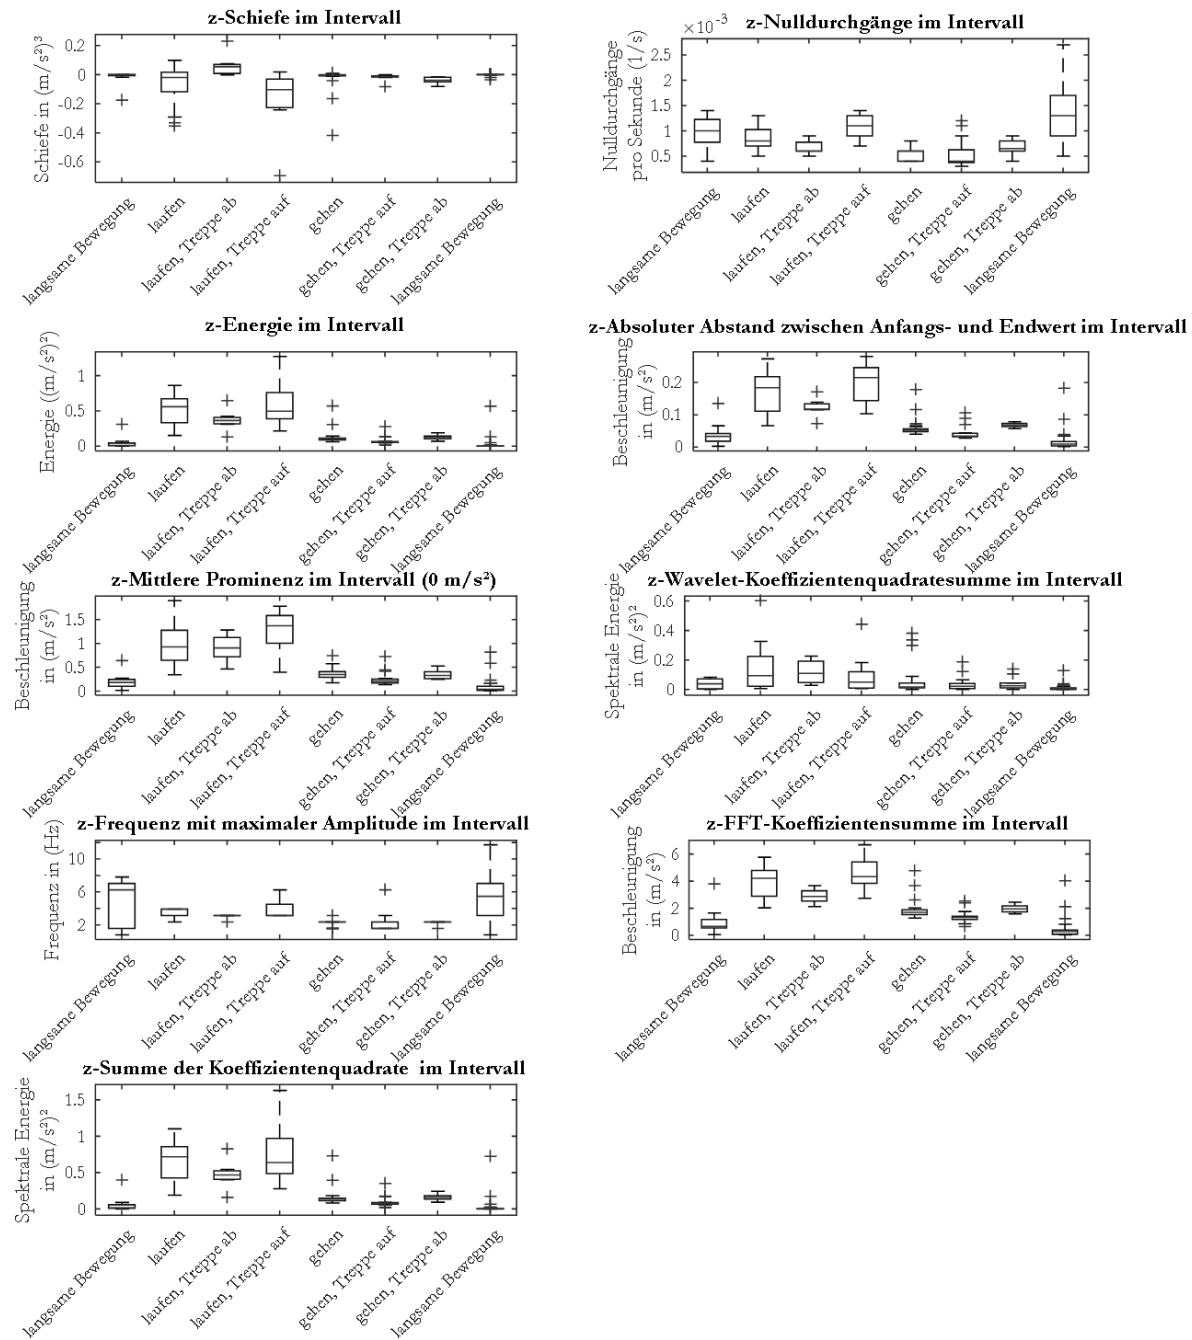 z-Schiefe im Intervall
Schiefe in (m/s²)³
0.2
0
-0.2
-0.4
-0.6
langsame Bewegung
laufen
laufen, Treppe ab
laufen, Treppe auf
gehen
gehen, Treppe auf
gehen, Treppe ab
langsame Bewegung
z-Nulldurchgänge im Intervall
×10⁻³
Nulldurchgänge
pro Sekunde (1/s)
2.5
2
1.5
1
0.5
langsame Bewegung
laufen
laufen, Treppe ab
laufen, Treppe auf
gehen
gehen, Treppe auf
gehen, Treppe ab
langsame Bewegung
z-Energie im Intervall
Energie ((m/s²)²)
1
0.5
0
langsame Bewegung
laufen
laufen, Treppe ab
laufen, Treppe auf
gehen
gehen, Treppe auf
gehen, Treppe ab
langsame Bewegung
z-Absoluter Abstand zwischen Anfangs- und Endwert im Intervall
Beschleunigung
in (m/s²)
0.2
0.1
0
langsame Bewegung
laufen
laufen, Treppe ab
laufen, Treppe auf
gehen
gehen, Treppe auf
gehen, Treppe ab
langsame Bewegung
z-Mittlere Prominenz im Intervall (0 m/s²)
Beschleunigung
in (m/s²)
1.5
1
0.5
0
langsame Bewegung
laufen
laufen, Treppe ab
laufen, Treppe auf
gehen
gehen, Treppe auf
gehen, Treppe ab
langsame Bewegung
z-Wavelet-Koeffizientenquadratesumme im Intervall
Spektrale Energie
in (m/s²)²
0.6
0.4
0.2
0
langsame Bewegung
laufen
laufen, Treppe ab
laufen, Treppe auf
gehen
gehen, Treppe auf
gehen, Treppe ab
langsame Bewegung
z-Frequenz mit maximaler Amplitude im Intervall
Frequenz in (Hz)
10
6
2
langsame Bewegung
laufen
laufen, Treppe ab
laufen, Treppe auf
gehen
gehen, Treppe auf
gehen, Treppe ab
langsame Bewegung
z-FFT-Koeffizientensumme im Intervall
Beschleunigung
in (m/s²)
6
4
2
0
langsame Bewegung
laufen
laufen, Treppe ab
laufen, Treppe auf
gehen
gehen, Treppe auf
gehen, Treppe ab
langsame Bewegung
z-Summe der Koeffizientenquadrate im Intervall
Spektrale Energie
in (m/s²)²
1.5
1
0.5
0
langsame Bewegung
laufen
laufen, Treppe ab
laufen, Treppe auf
gehen
gehen, Treppe auf
gehen, Treppe ab
langsame Bewegung